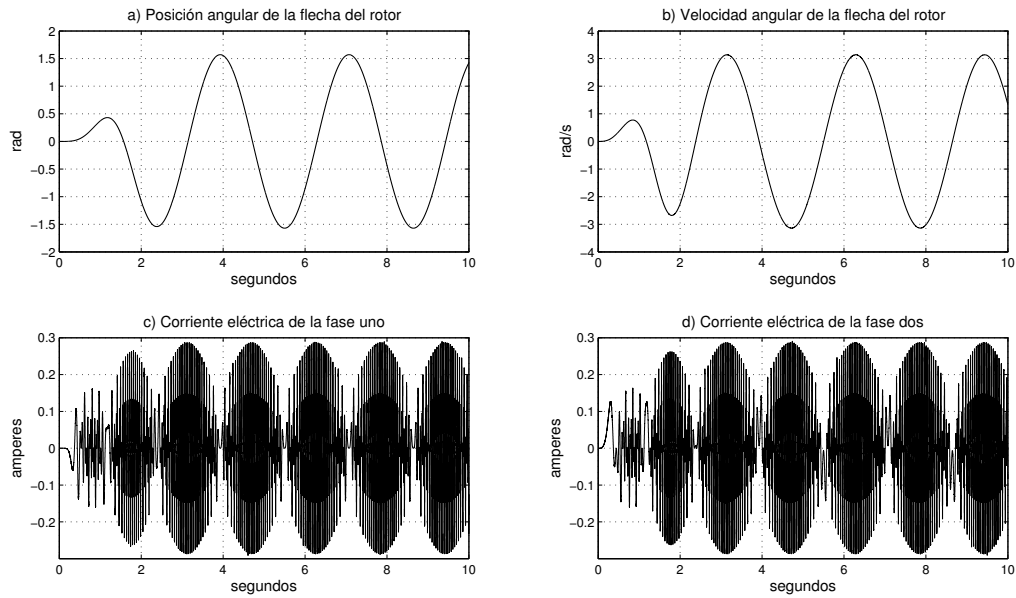 a) Posición angular de la flecha del rotor
2
1.5
1
0.5
0
−0.5
−1
−1.5
−2
rad
0 2 4 6 8 10
segundos
b) Velocidad angular de la flecha del rotor
4
3
2
1
0
−1
−2
−3
−4
rad/s
0 2 4 6 8 10
segundos
c) Corriente eléctrica de la fase uno
0.3
0.2
0.1
0
−0.1
−0.2
amperes
0 2 4 6 8 10
segundos
d) Corriente eléctrica de la fase dos
0.3
0.2
0.1
0
−0.1
−0.2
amperes
0 2 4 6 8 10
segundos